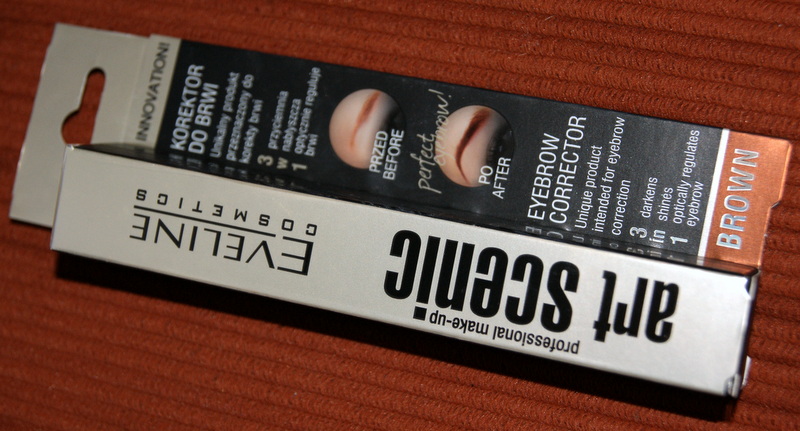 INNOVATION!
KOREKTOR
DO BRWI
Unikalny produkt
przeznaczony do
korekty brwi
3 przyciemnia
w nabłyszcza
1 optycznie reguluje
brwi
PRZED
BEFORE
perfect eyebrow!
PO
AFTER
EYEBROW
CORRECTOR
Unique product
intended for eyebrow
correction
3 darkens
in shines
1 optically regulates
eyebrow
BROWN
EVELINE
COSMETICS
art scenic
professional make-up